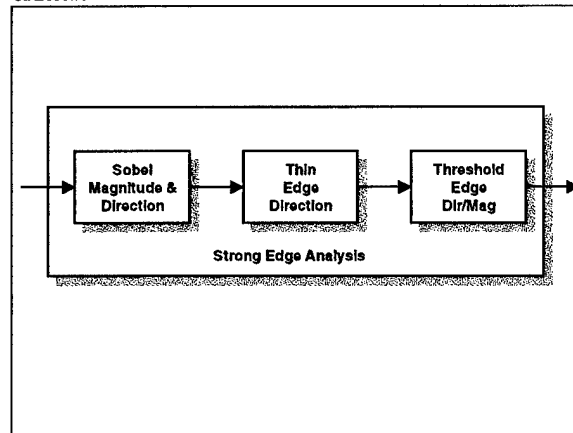 Sobel
Magnitude &
Direction
Thin
Edge
Direction
Threshold
Edge
Dir/Mag
Strong Edge Analysis